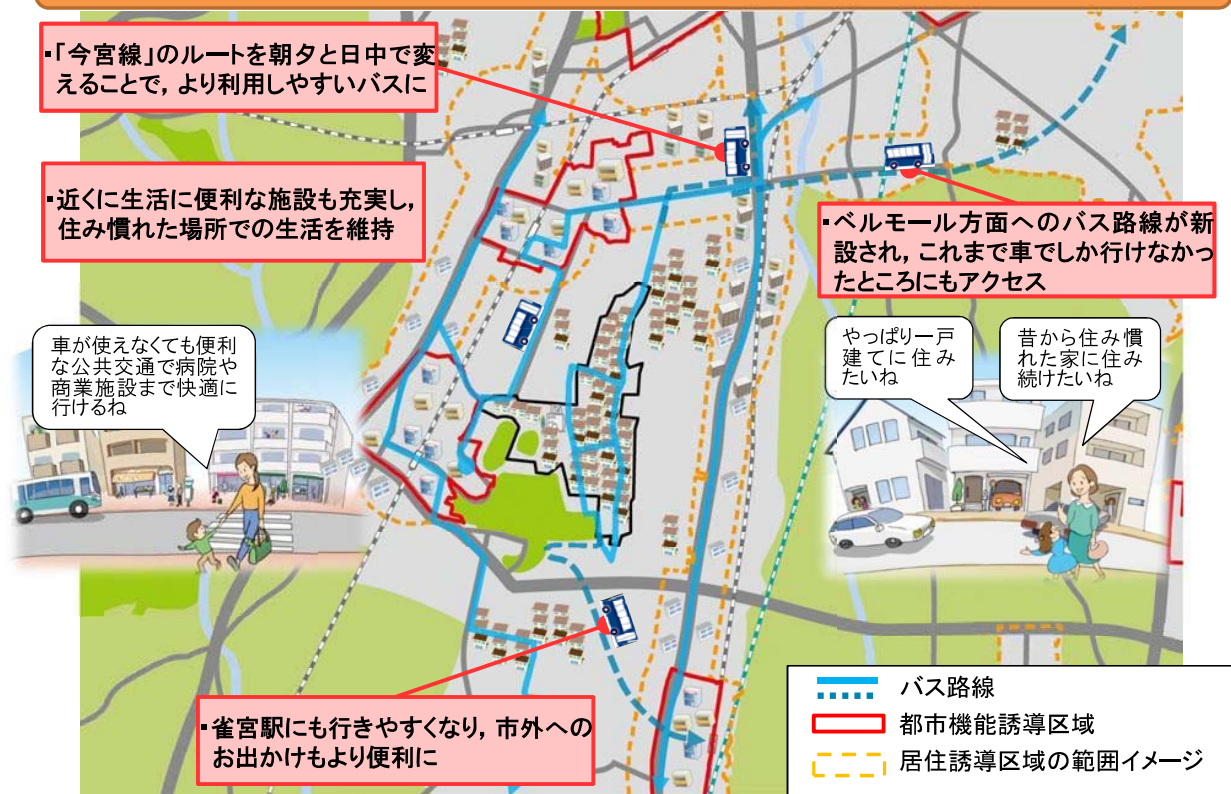 ▪「今宮線」のルートを朝夕と日中で変
えることで，より利用しやすいバスに
▪近くに生活に便利な施設も充実し，
住み慣れた場所での生活を維持
▪ベルモール方面へのバス路線が新
設され，これまで車でしか行けなかっ
たところにもアクセス
車が使えなくても便利
な公共交通で病院や
商業施設まで快適に
行けるね
やっぱり一戸
建てに住み
たいね
昔から住み慣
れた家に住み
続けたいね
▪雀宮駅にも行きやすくなり，市外への
お出かけもより便利に
バス路線
都市機能誘導区域
居住誘導区域の範囲イメージ